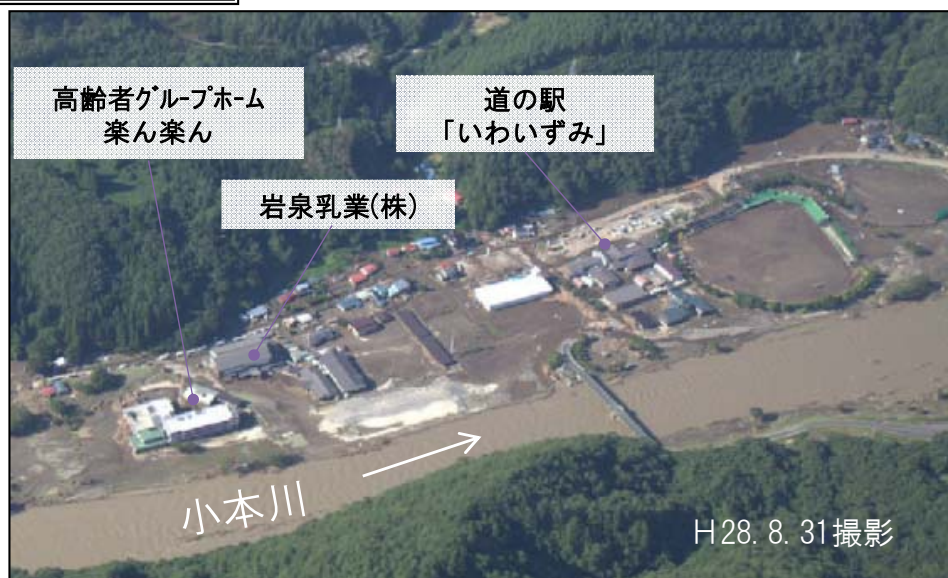 高齢者ｸﾞﾙｰﾌﾟﾎｰﾑ
楽ん楽ん
道の駅
「いわいずみ」
岩泉乳業(株)
小本川
H28.8.31撮影